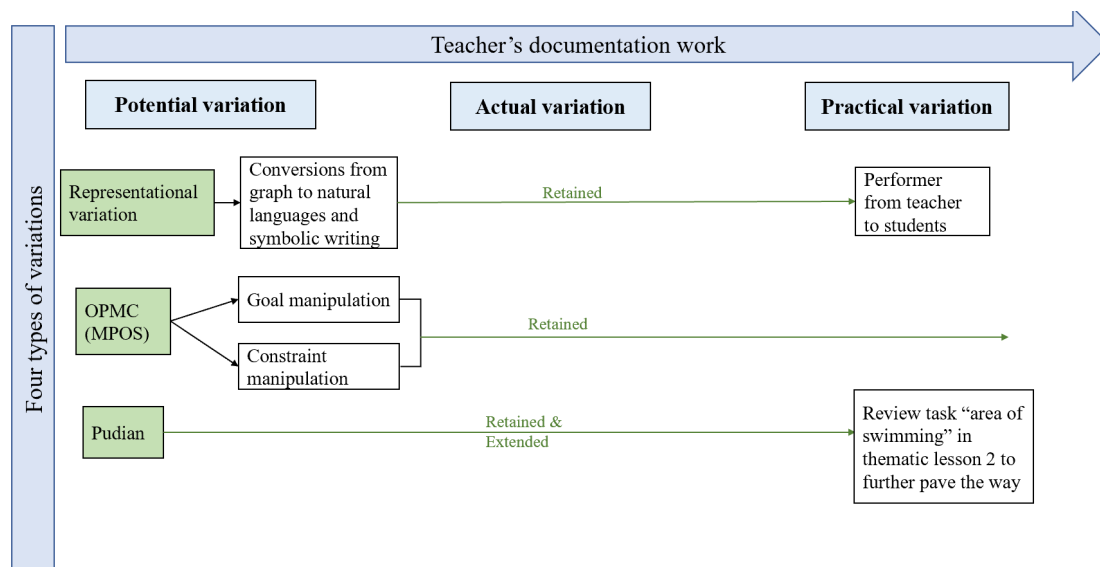 Teacher's documentation work
Four types of variations
Potential variation
Actual variation
Practical variation
Representational
variation
Conversions from
graph to natural
languages and
symbolic writing
Retained
Performer
from teacher
to students
OPMC
(MPOS)
Goal manipulation
Constraint
manipulation
Retained
Pudian
Retained &
Extended
Review task “area of
swimming” in
thematic lesson 2 to
further pave the way